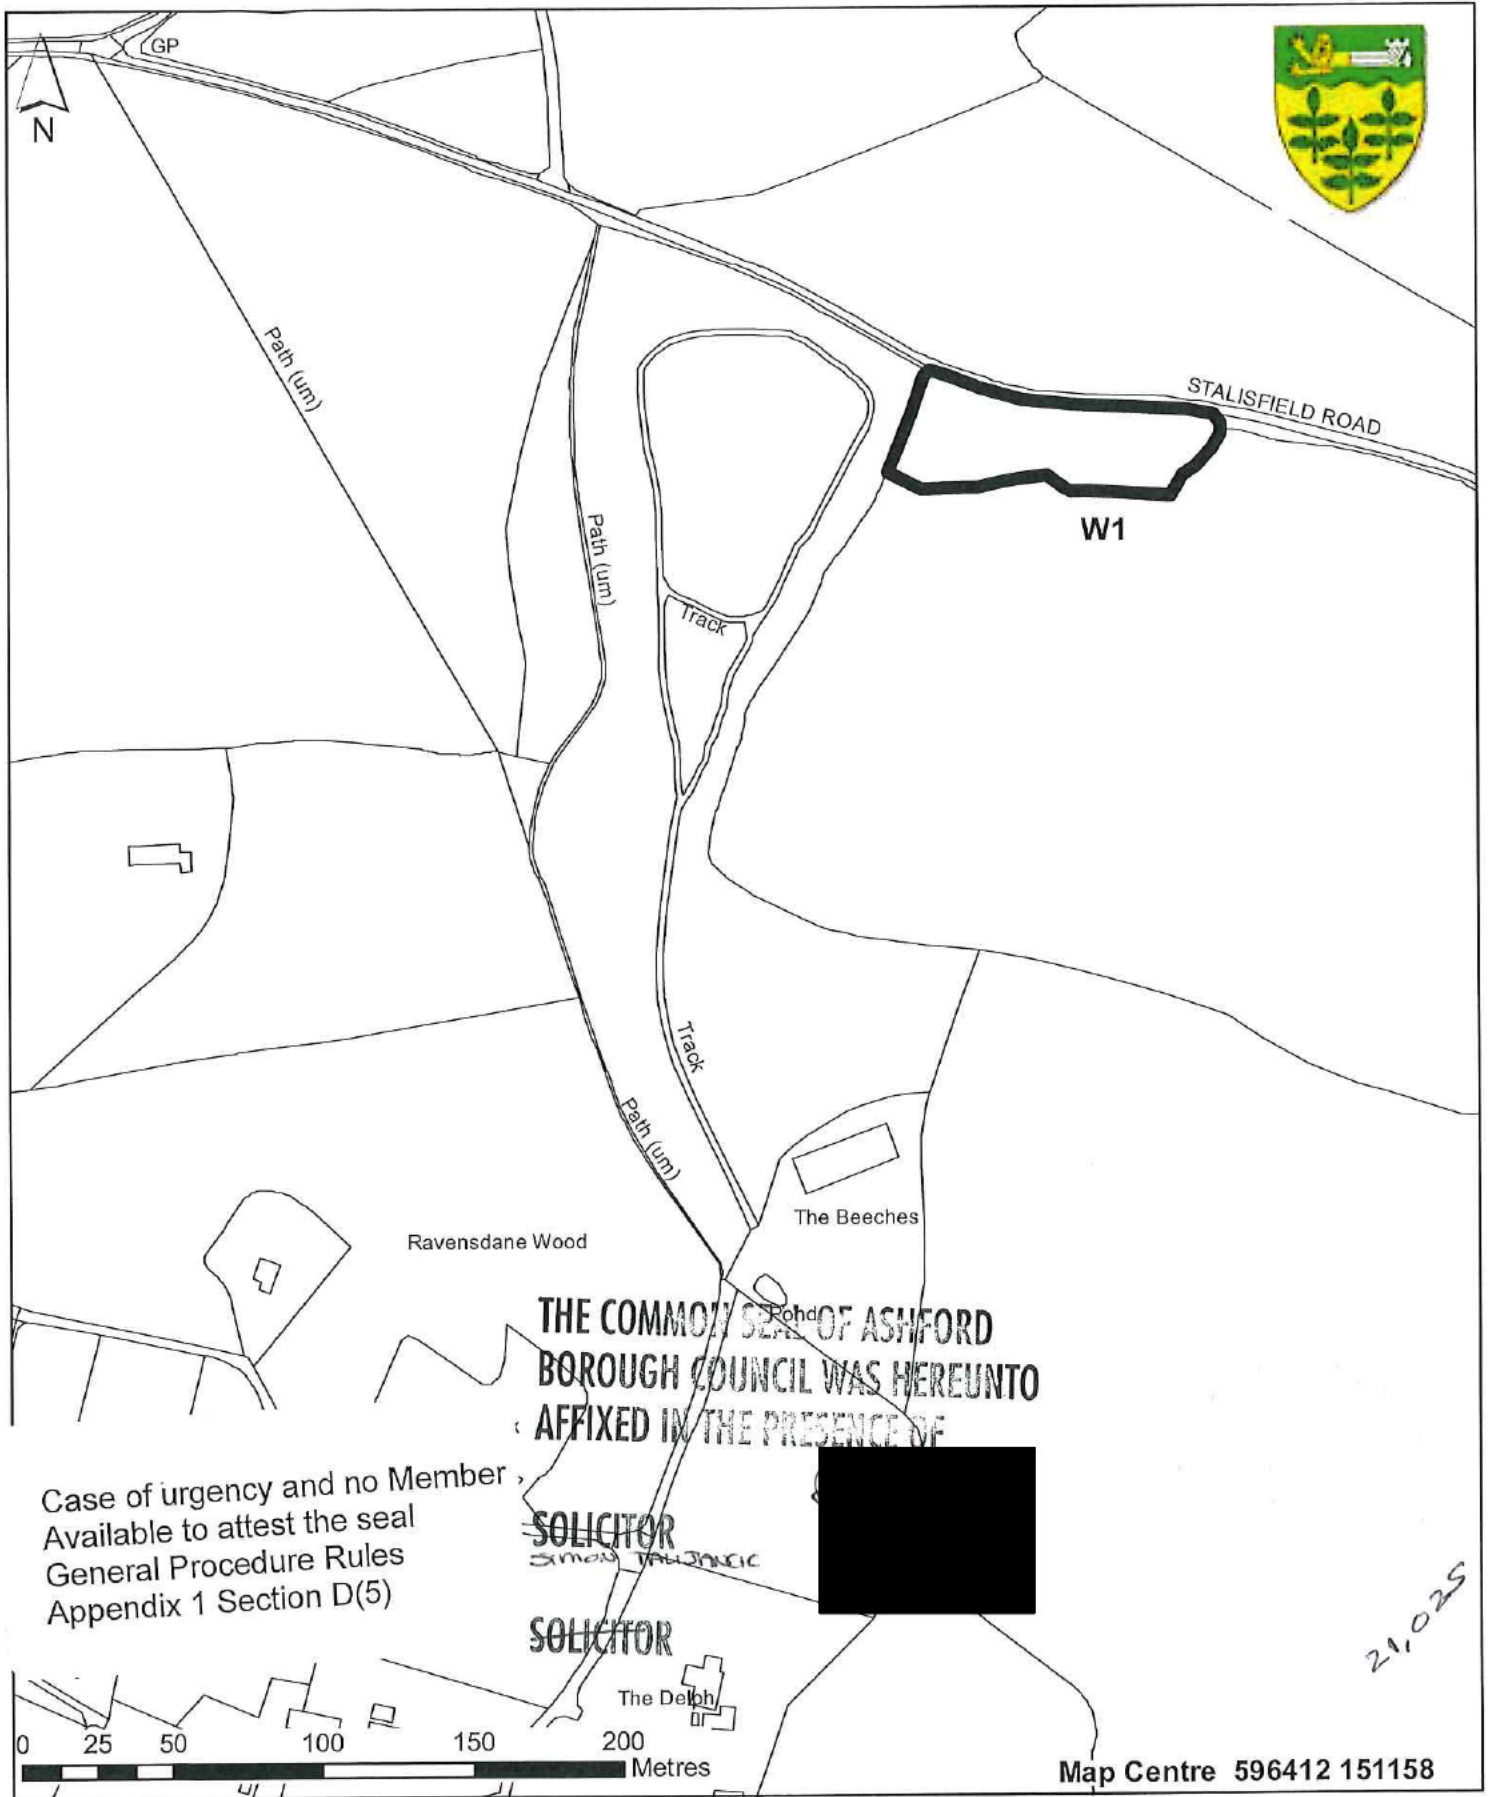 GP
N
Path (um)
STALISFIELD ROAD
W1
Path (um)
Track
Track
Path (um)
The Beeches
Ravensdane Wood
Pond
THE COMMON SEAL OF ASHFORD
BOROUGH COUNCIL WAS HEREUNTO
AFFIXED IN THE PRESENCE OF
Case of urgency and no Member
Available to attest the seal
General Procedure Rules
Appendix 1 Section D(5)
SOLICITOR
SIMON TALIJANCIC
SOLICITOR
21,025
The Delph
0 25 50 100 150 200
Metres
Map Centre 596412 151158